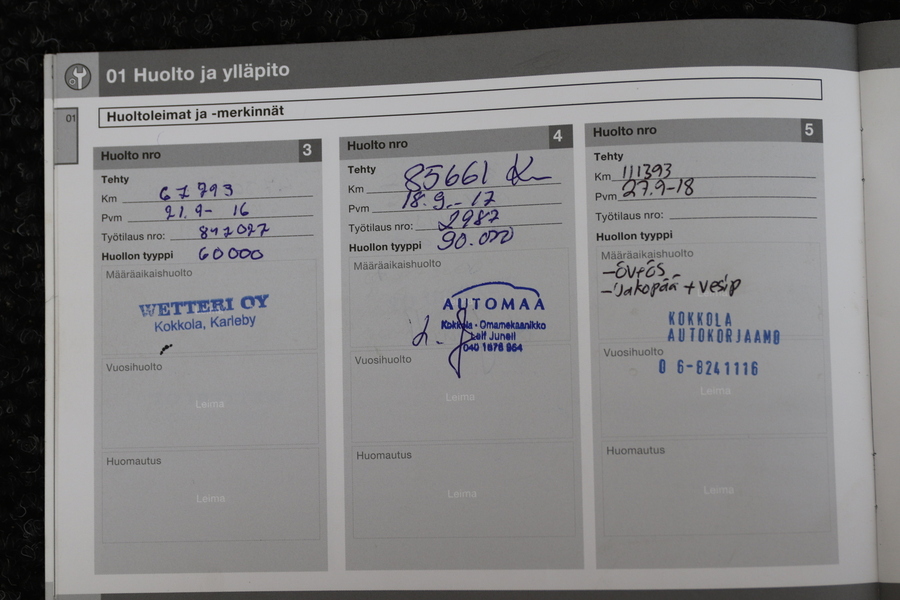 01 Huolto ja ylläpito
01
Huoltoleimat ja -merkinnät
Huolto nro 3
Tehty
Km 67793
Pvm 21.9- 16
Työtilaus nro: 847027
Huollon tyyppi 60000
Määräaikaishuolto
WETTERI OY
Kokkola, Karleby
Vuosihuolto
Leima
Huomautus
Leima
Huolto nro 4
Tehty
Km 85661 K
Pvm 18.9.-17
Työtilaus nro: 2987
Huollon tyyppi 90.000
Määräaikaishuolto
AUTOMAA
Kokkola - Omamekaanikko
Leif Junell
040 1676 964
Vuosihuolto
Leima
Huomautus
Leima
Huolto nro 5
Tehty
Km 111393
Pvm 27.9-18
Työtilaus nro:
Huollon tyyppi
Määräaikaishuolto
-öv+ös
-Jakopää + vesip
KOKKOLA
AUTOKORJAAMO
Vuosihuolto
0 6-8241116
Leima
Huomautus
Leima